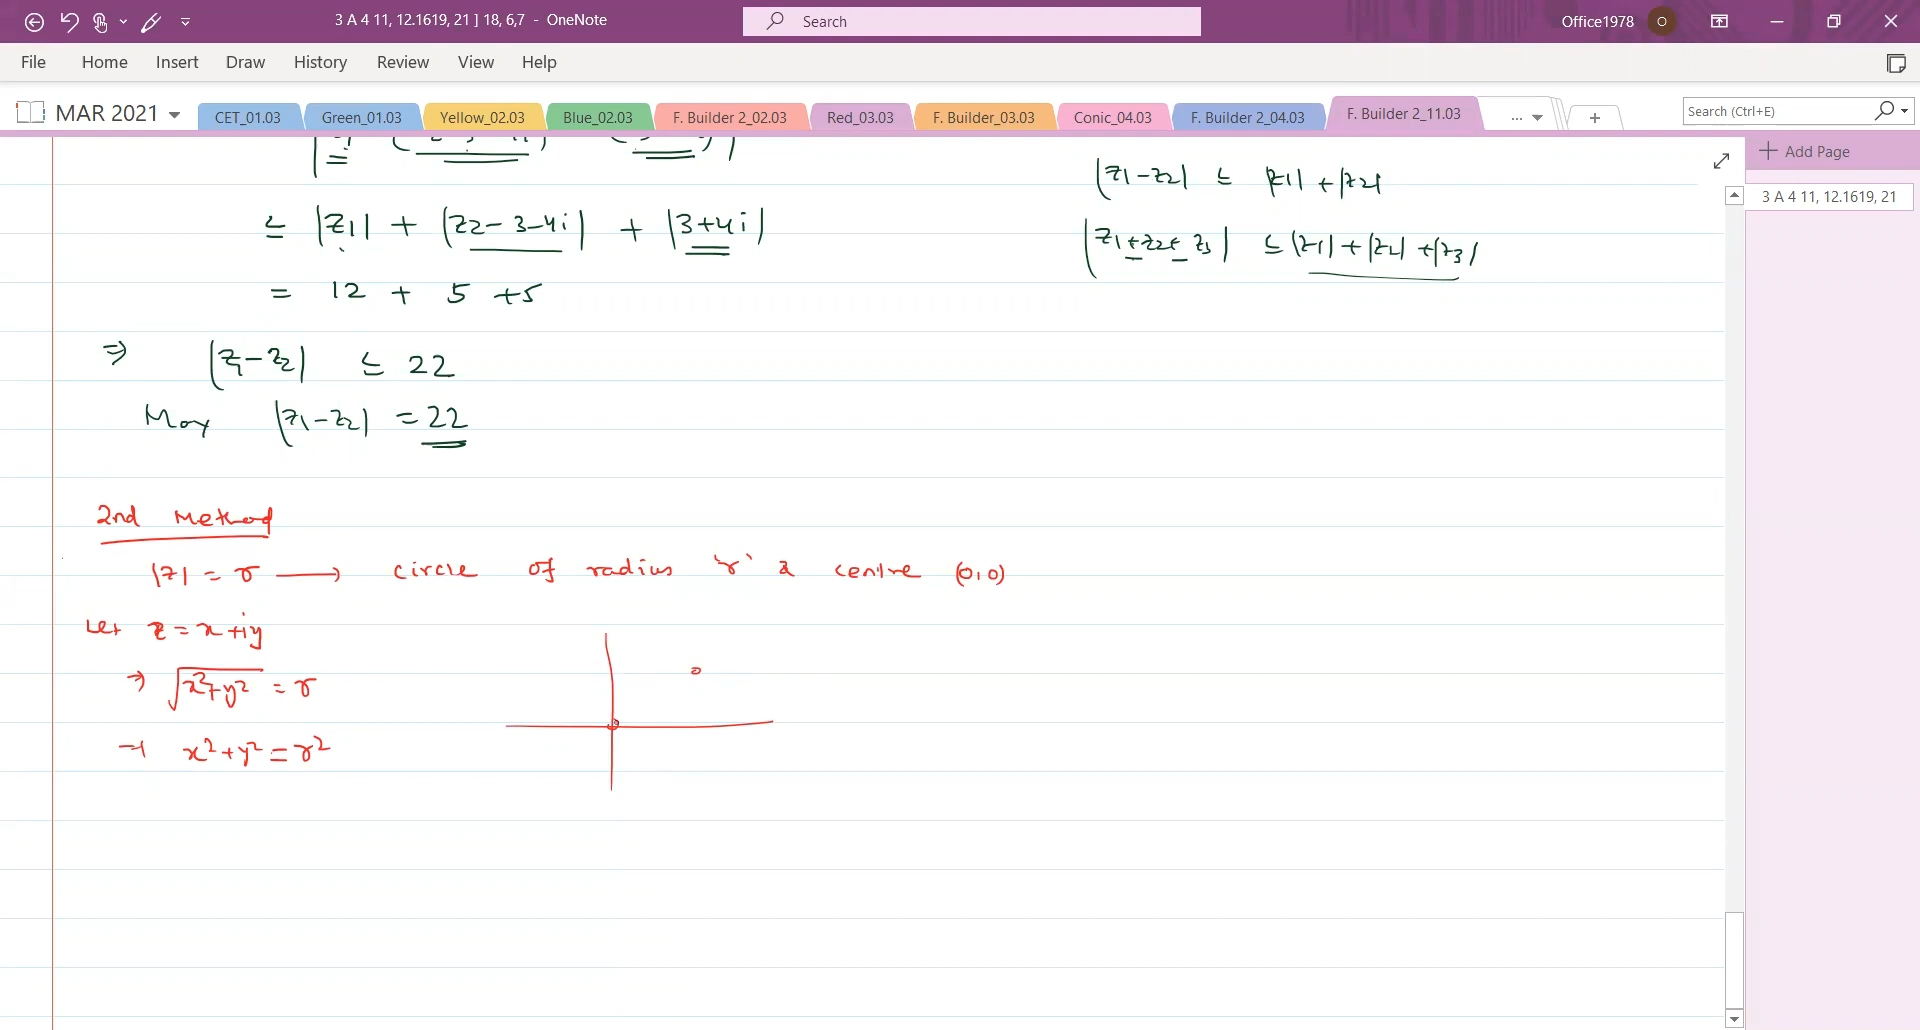 3 A 4 11, 12.1619, 21 ] 18, 6,7 - OneNote
Search
Office1978
O
File Home Insert Draw History Review View Help
MAR 2021
CET_01.03 Green_01.03 Yellow_02.03 Blue_02.03 F. Builder 2_02.03 Red_03.03 F. Builder_03.03 Conic_04.03 F. Builder 2_04.03 F. Builder 2_11.03 ... +
Search (Ctrl+E)
Add Page
3 A 4 11, 12.1619, 21
|z1-z2| ≤ |z1| + |z2|
≤ |z1| + |z2-3-4i| + |3+4i|
|z1+z2+z3| ≤ |z1| + |z2| + |z3|
= 12 + 5 +5
⇒ |z1-z2| ≤ 22
Max |z1-z2| = 22
2nd Method
|z| = r → circle of radius 'r' & centre (0,0)
Let z = x+iy
⇒ √x²+y² = r
⇒ x²+y² = r²